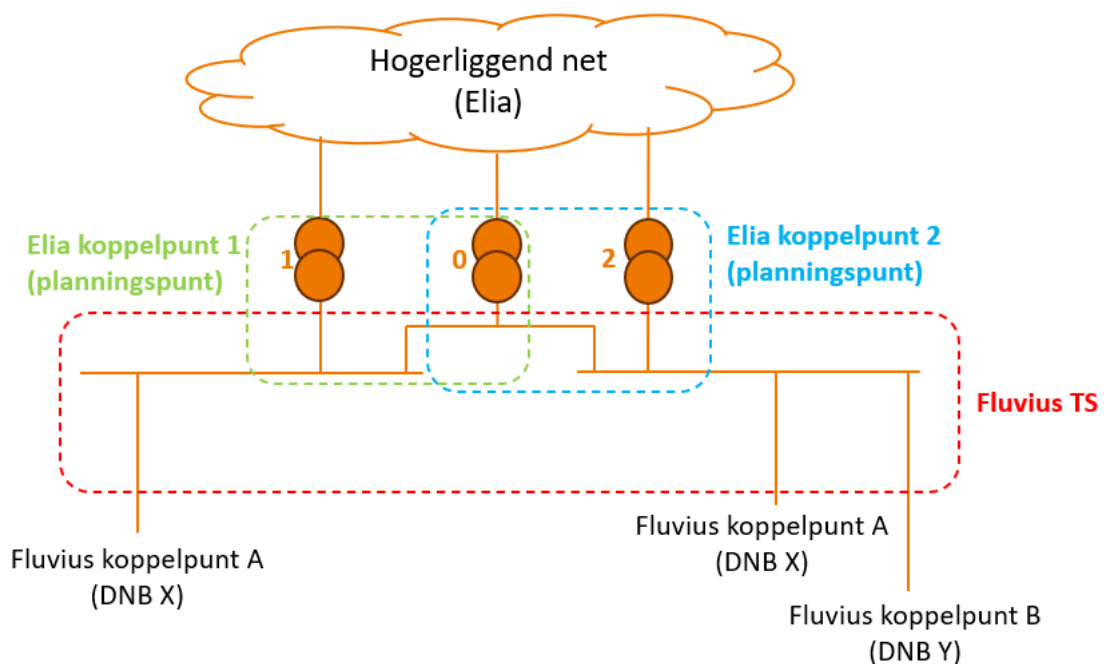 Hogerliggend net
(Elia)
Elia koppelpunt 1
(planningspunt)
Elia koppelpunt 2
(planningspunt)
1
0
2
Fluvius TS
Fluvius koppelpunt A
(DNB X)
Fluvius koppelpunt A
(DNB X)
Fluvius koppelpunt B
(DNB Y)